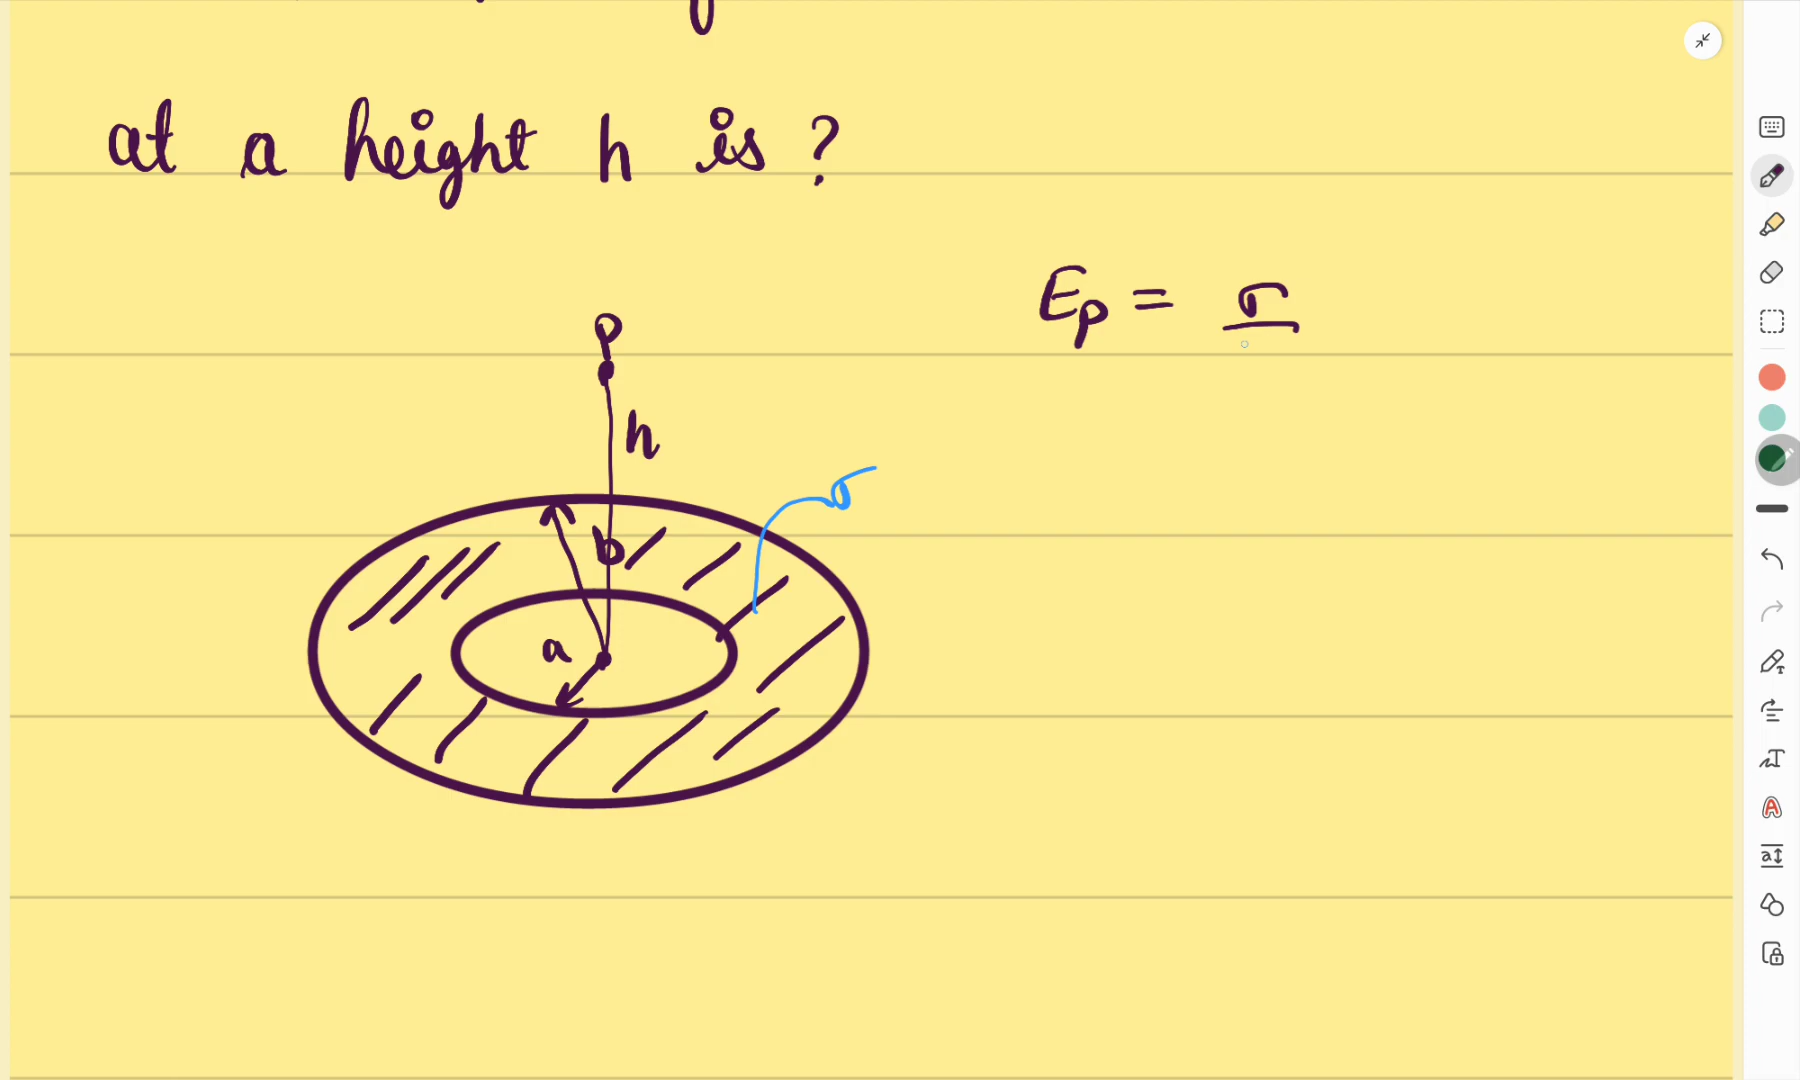 at a height h is ?
Ep = σ
P
h
σ
b
a